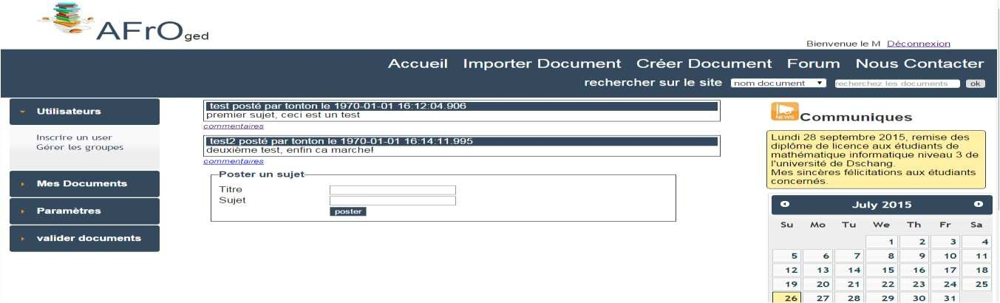 AFrOged
Bienvenue le M Déconnexion
Accueil Importer Document Créer Document Forum Nous Contacter
rechercher sur le site nom document recherchez les documents ok
Utilisateurs
Inscrire un user
Gérer les groupes
Mes Documents
Paramètres
valider documents
test posté par tonton le 1970-01-01 16:12:04.906
premier sujet, ceci est un test
commentaires
test2 posté par tonton le 1970-01-01 16:14:11.995
deuxième test, enfin ca marche!
commentaires
Poster un sujet
Titre
Sujet
poster
NEWS Communiques
Lundi 28 septembre 2015, remise des
diplôme de licence aux étudiants de
mathématique informatique niveau 3 de
l'université de Dschang.
Mes sincères félicitations aux étudiants
concernés.
July 2015
Su Mo Tu We Th Fr Sa
1 2 3 4
5 6 7 8 9 10 11
12 13 14 15 16 17 18
19 20 21 22 23 24 25
26 27 28 29 30 31